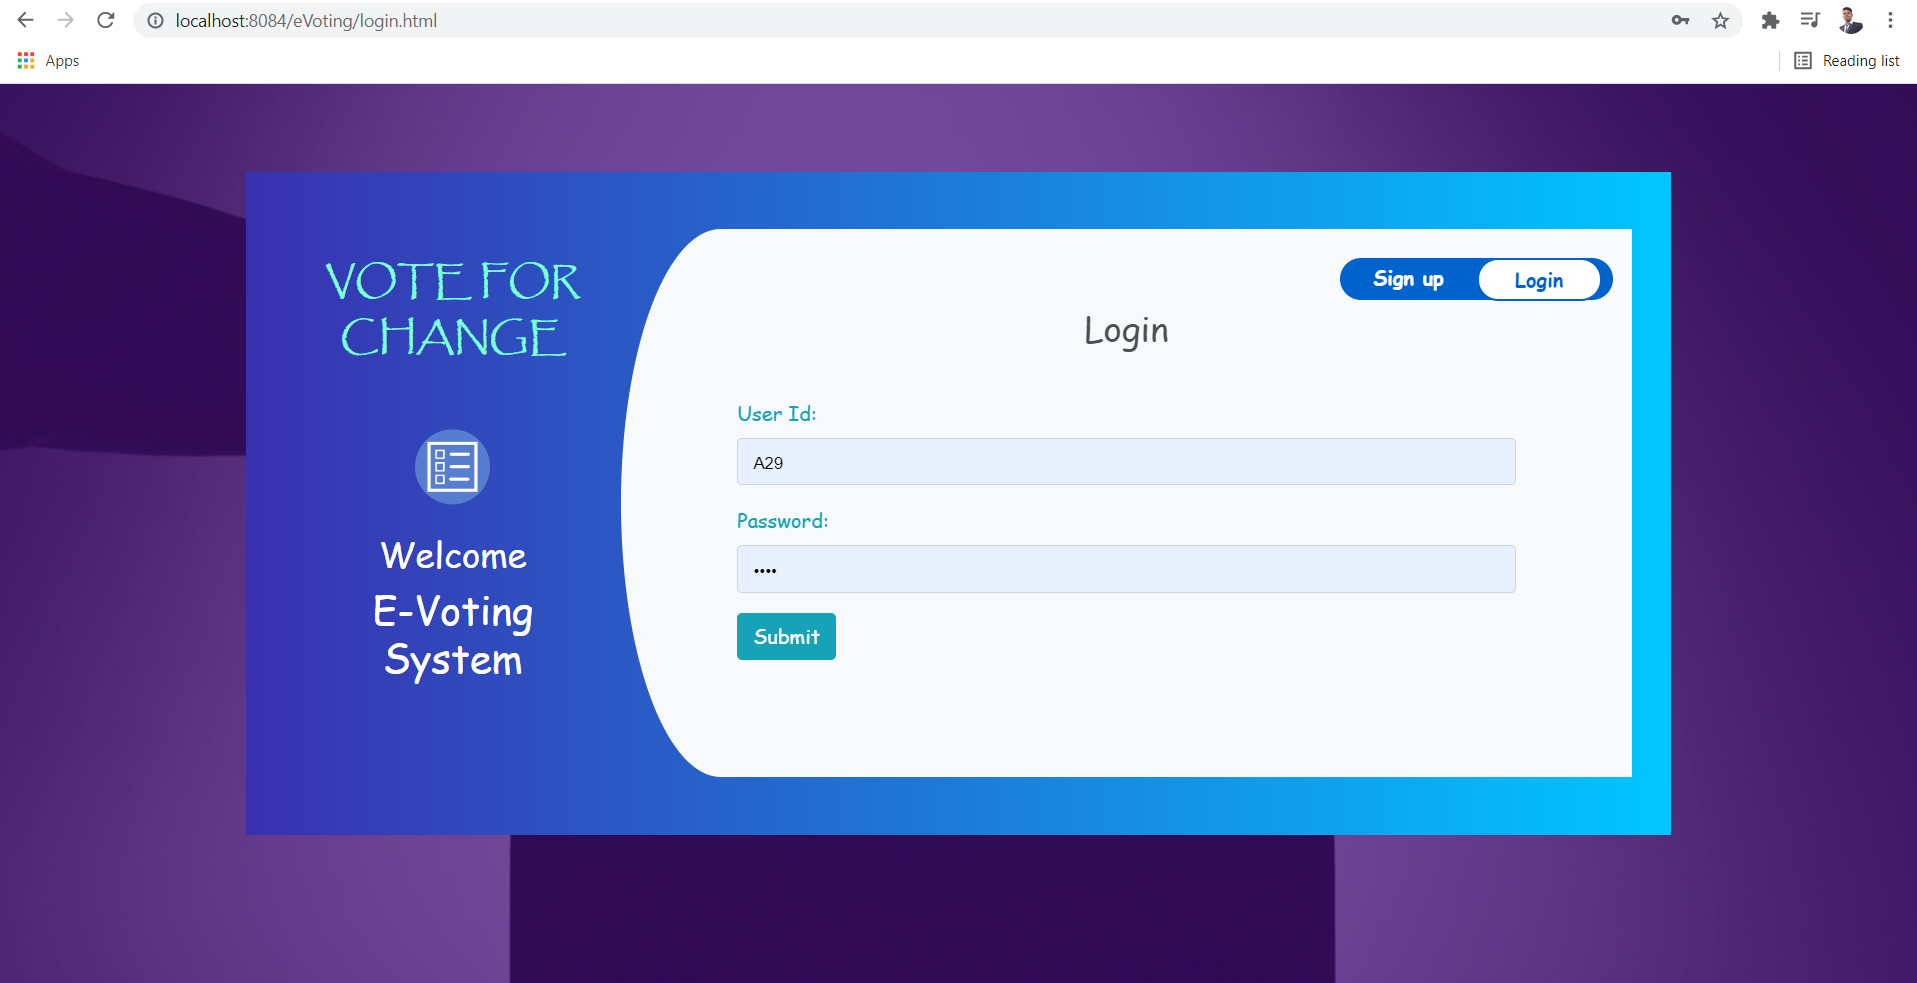 localhost:8084/eVoting/login.html
Apps
Reading list
VOTE FOR
CHANGE
Welcome
E-Voting
System
Sign up
Login
Login
User Id:
A29
Password:
••••
Submit